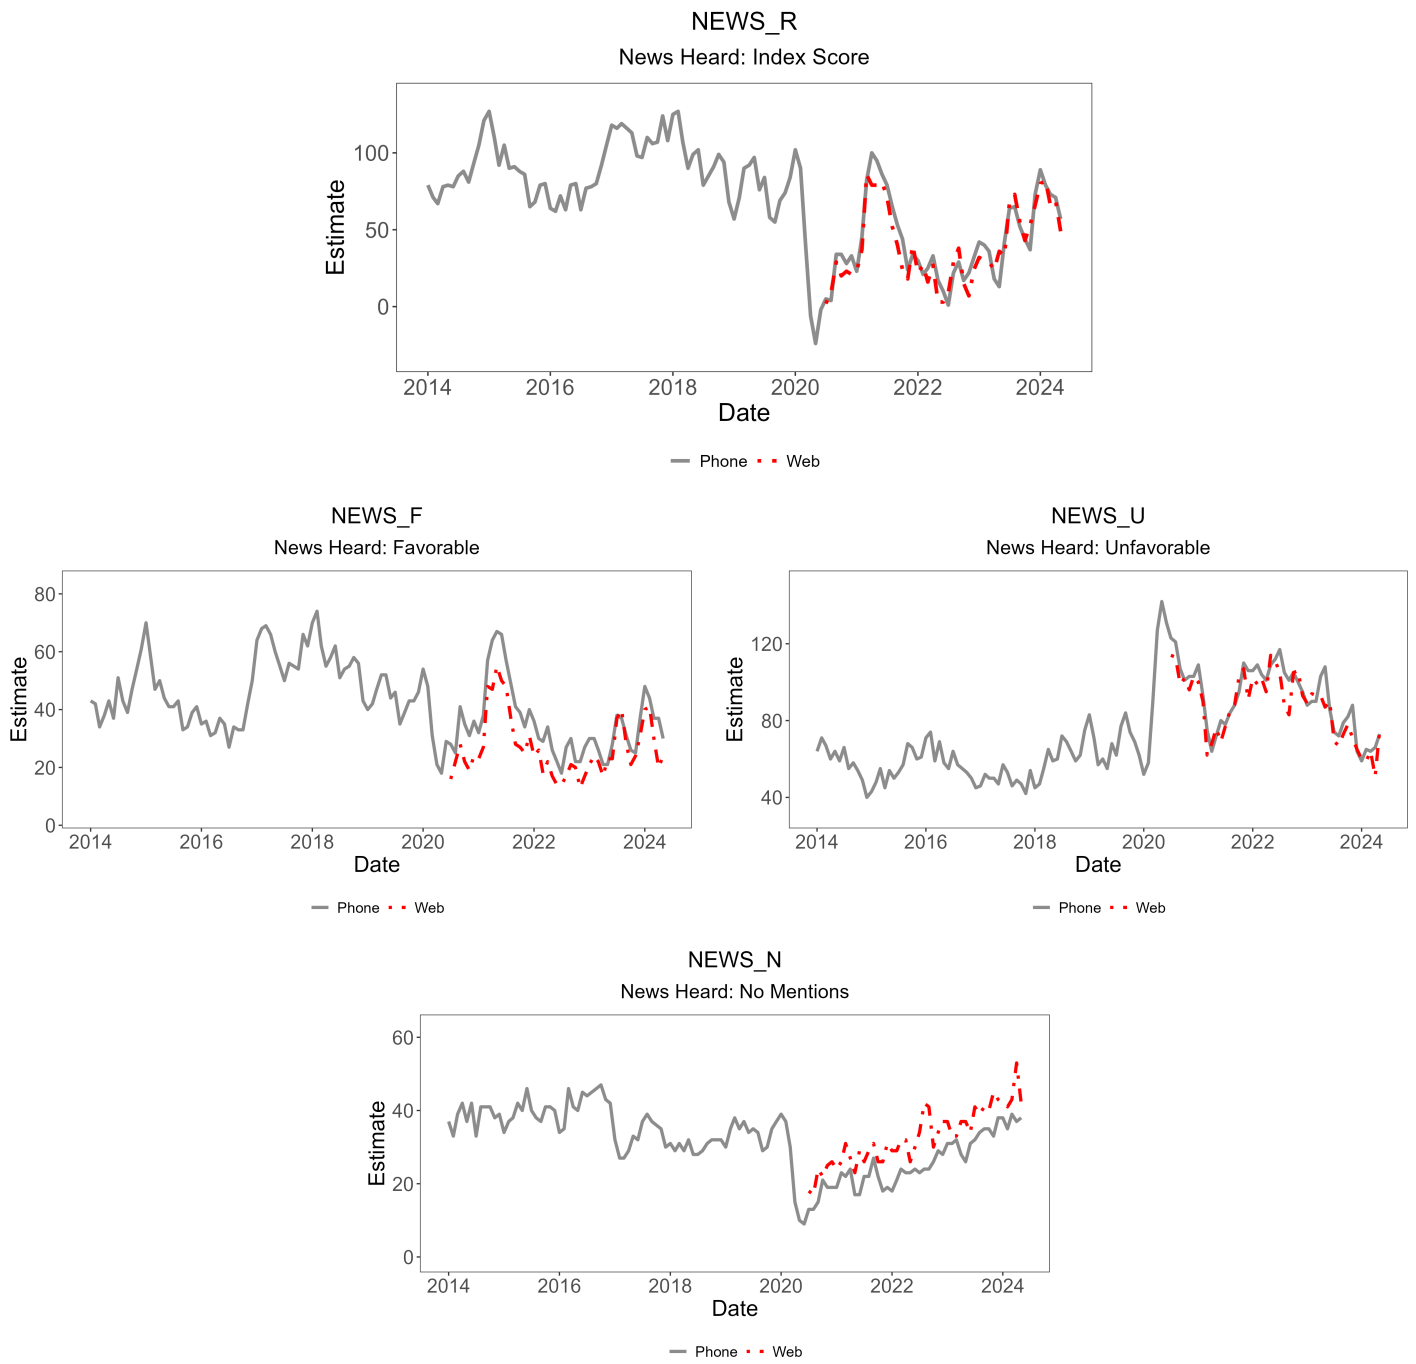 NEWS_R
News Heard: Index Score
Estimate
100
50
0
2014 2016 2018 2020 2022 2024
Date
Phone Web
NEWS_F
News Heard: Favorable
Estimate
80
60
40
20
0
2014 2016 2018 2020 2022 2024
Date
Phone Web
NEWS_U
News Heard: Unfavorable
Estimate
120
80
40
2014 2016 2018 2020 2022 2024
Date
Phone Web
NEWS_N
News Heard: No Mentions
Estimate
60
40
20
0
2014 2016 2018 2020 2022 2024
Date
Phone Web